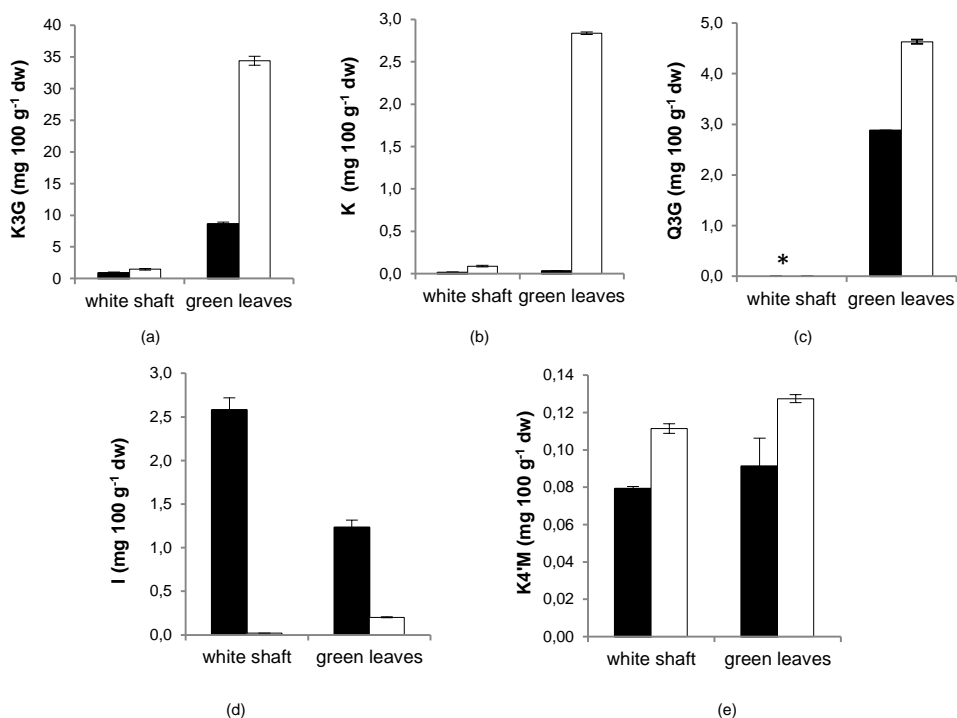 K3G (mg 100 g⁻¹ dw)
40
35
30
25
20
15
10
5
0
white shaft green leaves
(a)
K (mg 100 g⁻¹ dw)
3,0
2,5
2,0
1,5
1,0
0,5
0,0
white shaft green leaves
(b)
Q3G (mg 100 g⁻¹ dw)
5,0
4,0
3,0
2,0
1,0
0,0
*
white shaft green leaves
(c)
I (mg 100 g⁻¹ dw)
3,0
2,5
2,0
1,5
1,0
0,5
0,0
white shaft green leaves
(d)
K4'M (mg 100 g⁻¹ dw)
0,14
0,12
0,10
0,08
0,06
0,04
0,02
0,00
white shaft green leaves
(e)